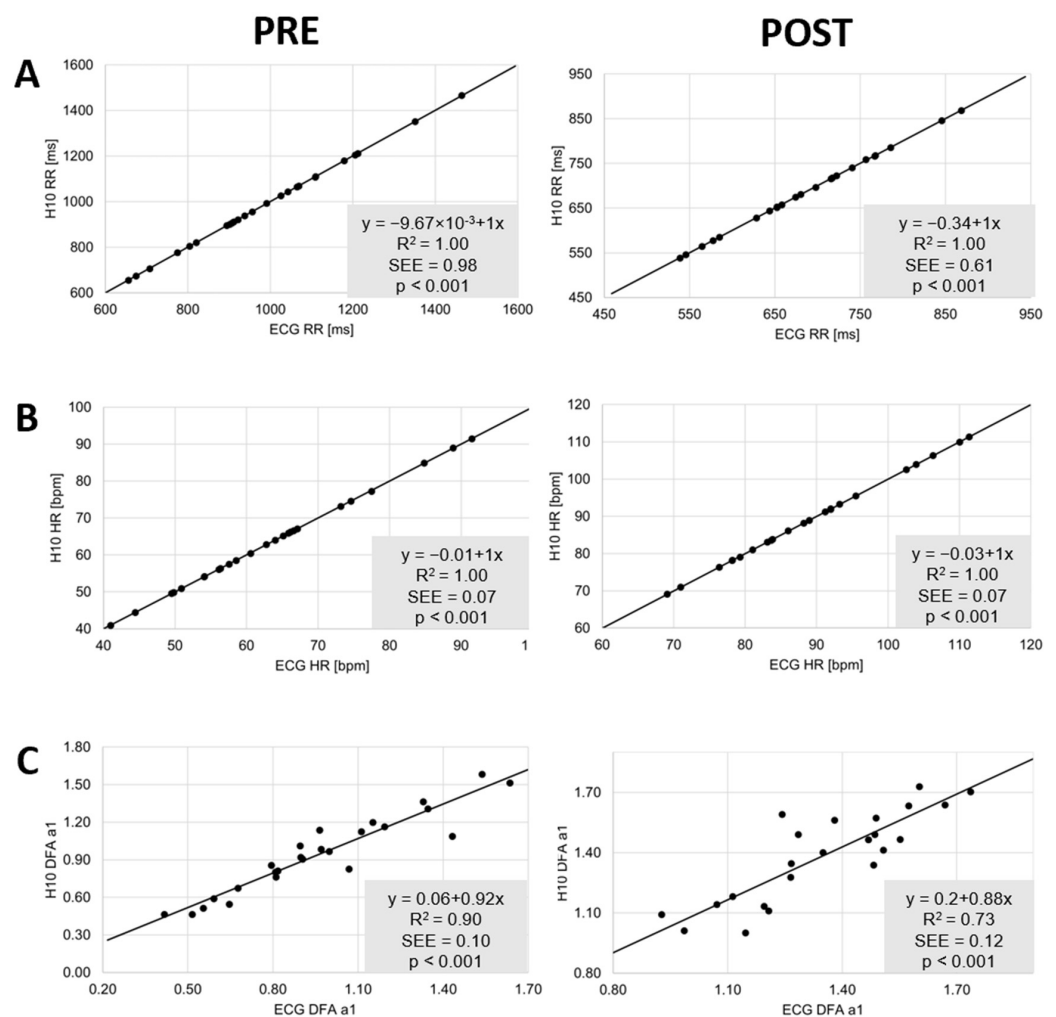 PRE
POST
A
1600
1400
1200
1000
800
600
H10 RR [ms]
y = −9.67×10-3+1x
R2 = 1.00
SEE = 0.98
p < 0.001
600 800 1000 1200 1400 1600
ECG RR [ms]
950
850
750
650
550
450
H10 RR [ms]
y = −0.34+1x
R2 = 1.00
SEE = 0.61
p < 0.001
450 550 650 750 850 950
ECG RR [ms]
B
100
90
80
70
60
50
40
H10 HR [bpm]
y = −0.01+1x
R2 = 1.00
SEE = 0.07
p < 0.001
40 50 60 70 80 90 1
ECG HR [bpm]
120
110
100
90
80
70
60
H10 HR [bpm]
y = −0.03+1x
R2 = 1.00
SEE = 0.07
p < 0.001
60 70 80 90 100 110 120
ECG HR [bpm]
C
1.80
1.50
1.20
0.90
0.60
0.30
0.00
H10 DFA a1
y = 0.06+0.92x
R2 = 0.90
SEE = 0.10
p < 0.001
0.20 0.50 0.80 1.10 1.40 1.70
ECG DFA a1
1.70
1.40
1.10
0.80
H10 DFA a1
y = 0.2+0.88x
R2 = 0.73
SEE = 0.12
p < 0.001
0.80 1.10 1.40 1.70
ECG DFA a1